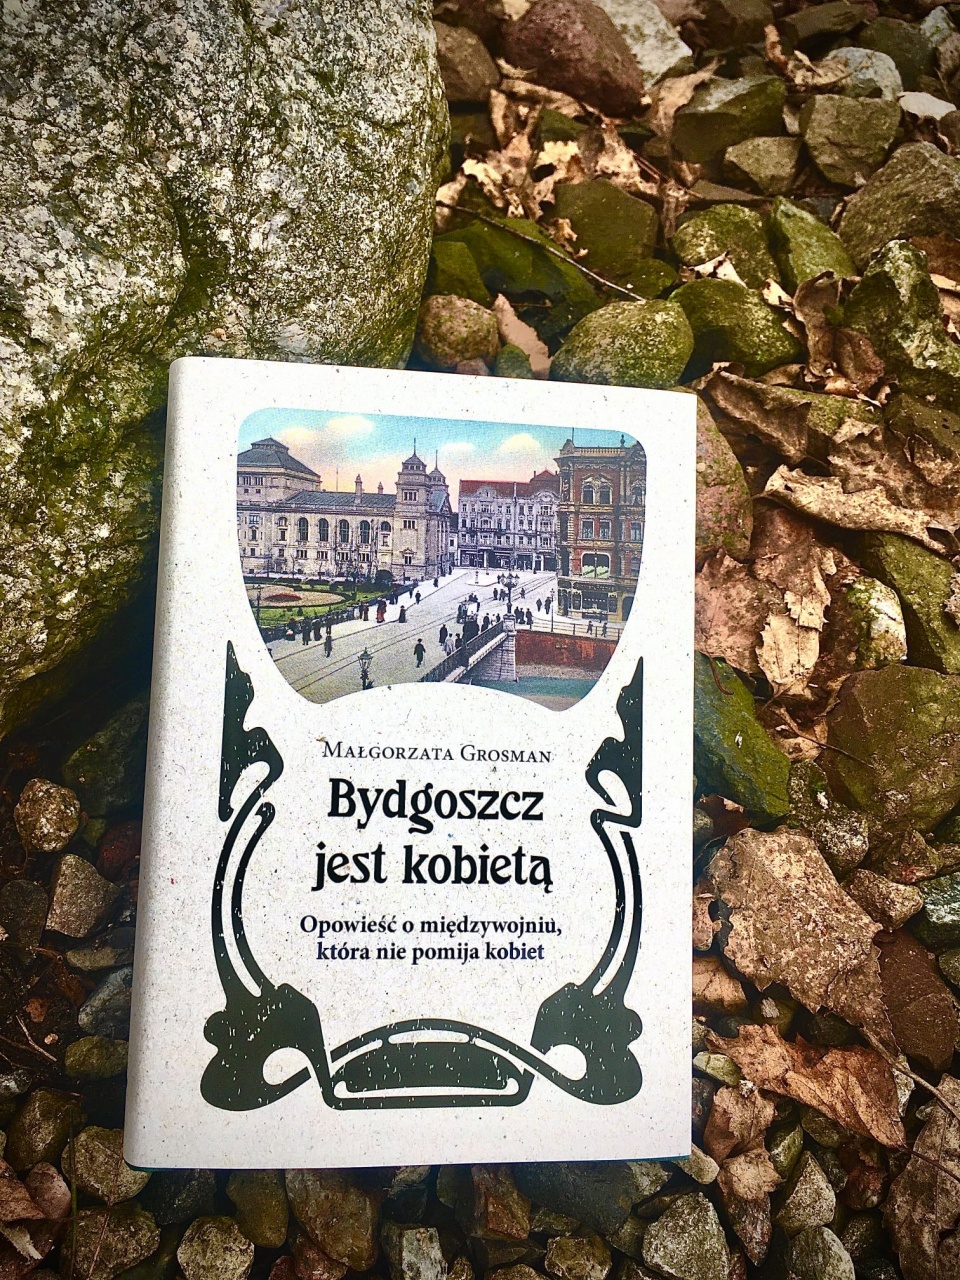 Małgorzata Grosman
Bydgoszcz
jest kobietą
Opowieść o międzywojniu,
która nie pomija kobiet